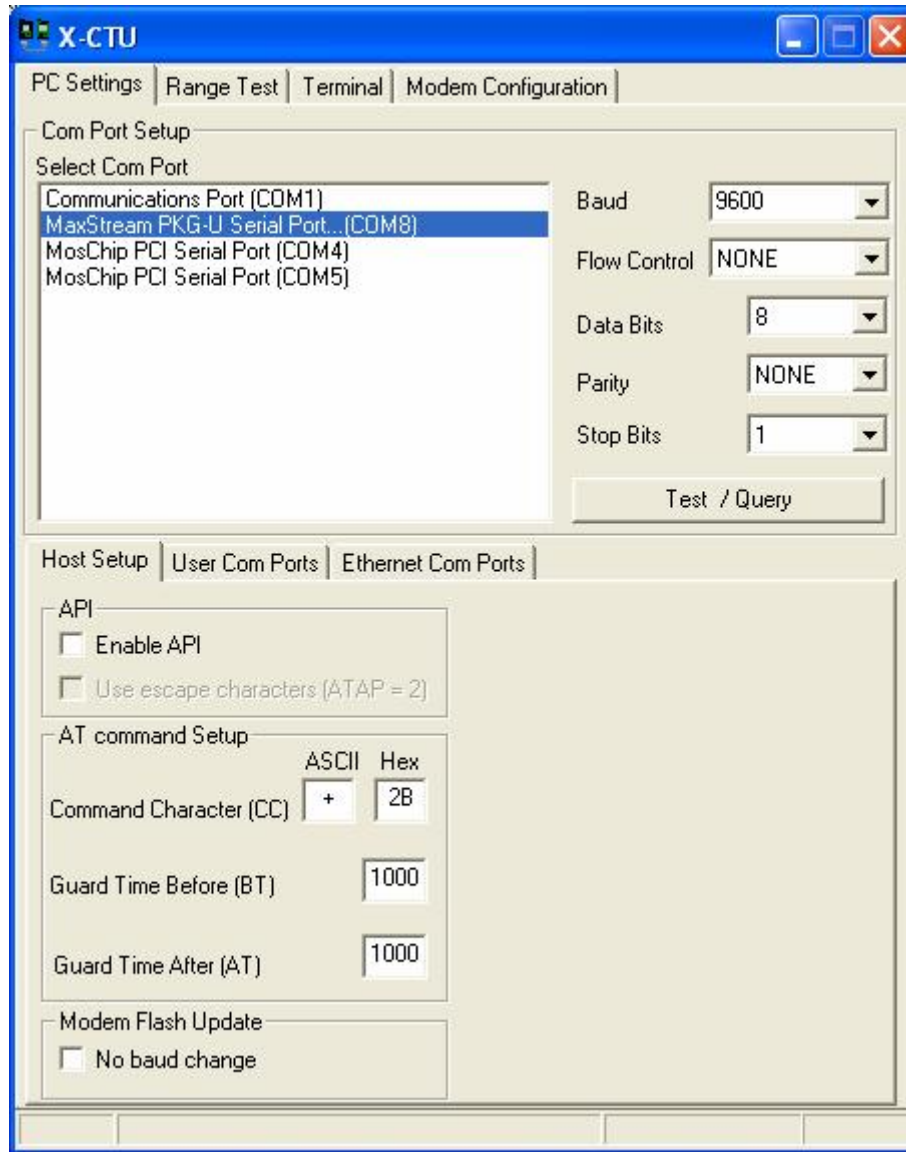 X-CTU
PC Settings Range Test Terminal Modem Configuration
Com Port Setup
Select Com Port
Communications Port (COM1)
MaxStream PKG-U Serial Port...(COM8)
MosChip PCI Serial Port (COM4)
MosChip PCI Serial Port (COM5)
Baud 9600
Flow Control NONE
Data Bits 8
Parity NONE
Stop Bits 1
Test / Query
Host Setup User Com Ports Ethernet Com Ports
API
Enable API
Use escape characters (ATAP = 2)
AT command Setup
ASCII Hex
Command Character (CC) + 2B
Guard Time Before (BT) 1000
Guard Time After (AT) 1000
Modem Flash Update
No baud change